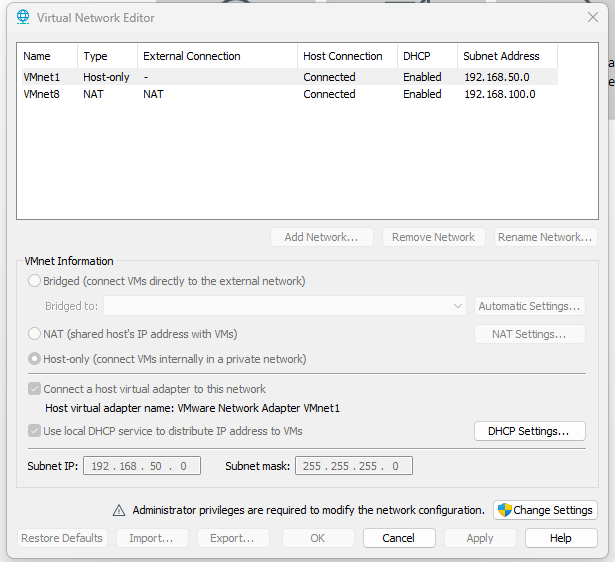 Virtual Network Editor
Name Type External Connection Host Connection DHCP Subnet Address
VMnet1 Host-only - Connected Enabled 192.168.50.0
VMnet8 NAT NAT Connected Enabled 192.168.100.0
Add Network... Remove Network Rename Network...
VMnet Information
Bridged (connect VMs directly to the external network)
Bridged to: Automatic Settings...
NAT (shared host's IP address with VMs) NAT Settings...
Host-only (connect VMs internally in a private network)
Connect a host virtual adapter to this network
Host virtual adapter name: VMware Network Adapter VMnet1
Use local DHCP service to distribute IP address to VMs DHCP Settings...
Subnet IP: 192 . 168 . 50 . 0 Subnet mask: 255 . 255 . 255 . 0
Administrator privileges are required to modify the network configuration. Change Settings
Restore Defaults Import... Export... OK Cancel Apply Help